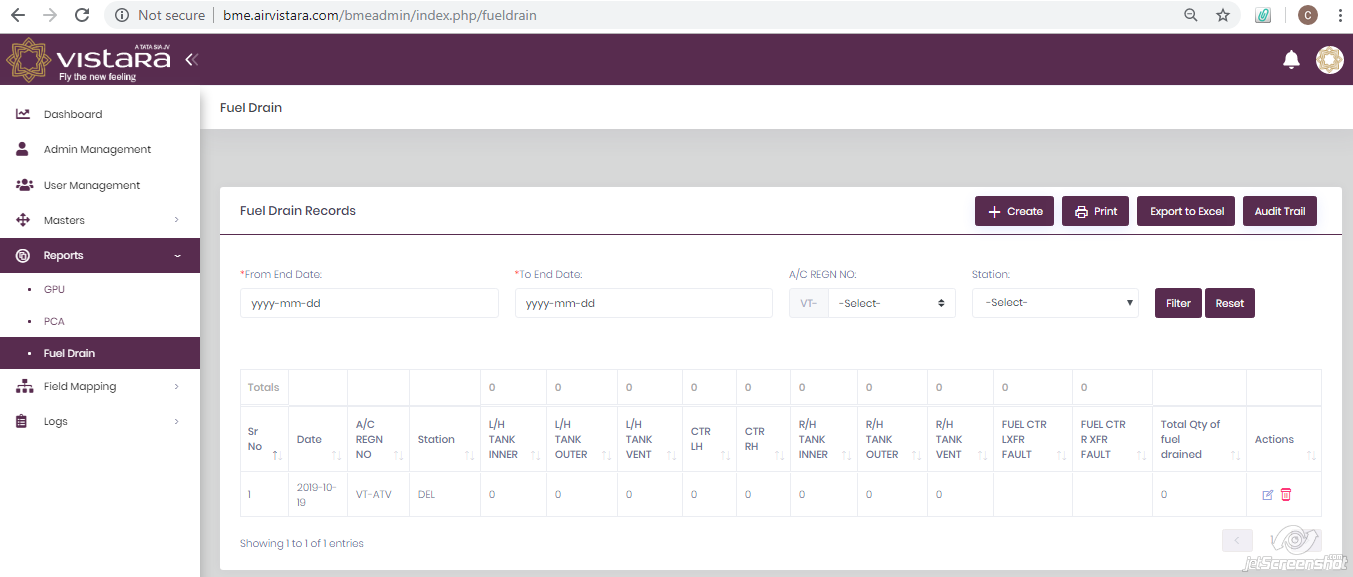 Not secure | bme.airvistara.com/bmeadmin/index.php/fueldrain
C
A TATA SIA JV
VISTARA
Fly the new feeling
Fuel Drain
Dashboard
Admin Management
User Management
Masters
Reports
GPU
PCA
Fuel Drain
Field Mapping
Logs
Fuel Drain Records
Create Print Export to Excel Audit Trail
*From End Date: *To End Date: A/C REGN NO: Station:
yyyy-mm-dd yyyy-mm-dd VT- -Select- -Select- Filter Reset
Totals 0 0 0 0 0 0 0 0 0 0
Sr No Date A/C REGN NO Station L/H TANK INNER L/H TANK OUTER L/H TANK VENT CTR LH CTR RH R/H TANK INNER R/H TANK OUTER R/H TANK VENT FUEL CTR LXFR FAULT FUEL CTR R XFR FAULT Total Qty of fuel drained Actions
1 2019-10-19 VT-ATV DEL 0 0 0 0 0 0 0 0 0
Showing 1 to 1 of 1 entries
1
jetScreenshot.com